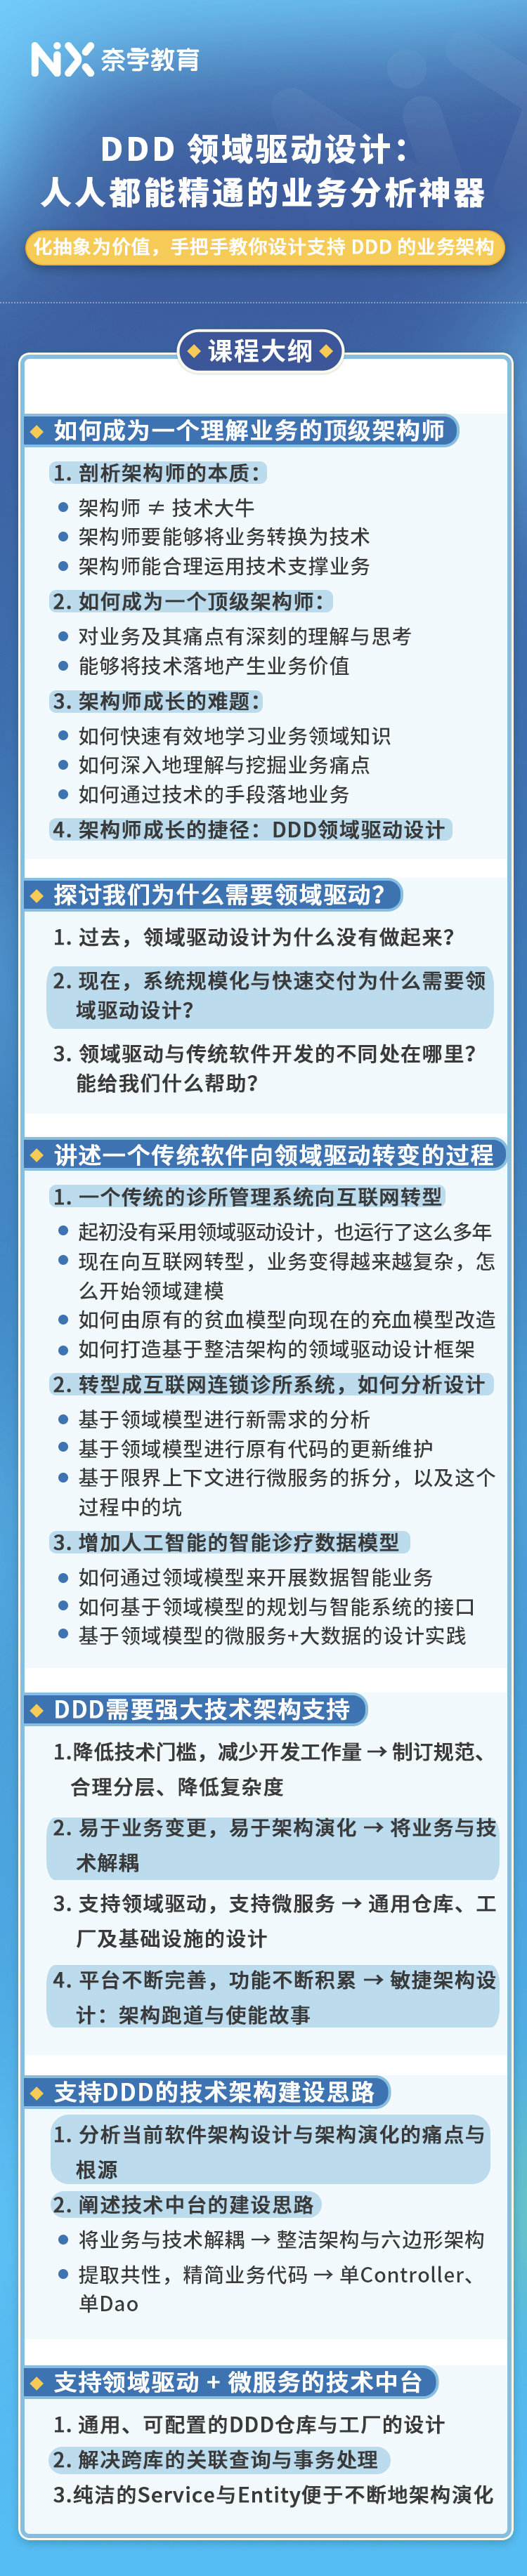 NiX 奈学教育
DDD 领域驱动设计：
人人都能精通的业务分析神器
化抽象为价值，手把手教你设计支持 DDD 的业务架构
课程大纲
如何成为一个理解业务的顶级架构师
1. 剖析架构师的本质：
架构师 ≠ 技术大牛
架构师要能够将业务转换为技术
架构师能合理运用技术支撑业务
2. 如何成为一个顶级架构师：
对业务及其痛点有深刻的理解与思考
能够将技术落地产生业务价值
3. 架构师成长的难题：
如何快速有效地学习业务领域知识
如何深入地理解与挖掘业务痛点
如何通过技术的手段落地业务
4. 架构师成长的捷径：DDD领域驱动设计
探讨我们为什么需要领域驱动？
1. 过去，领域驱动设计为什么没有做起来？
2. 现在，系统规模化与快速交付为什么需要领
域驱动设计？
3. 领域驱动与传统软件开发的不同处在哪里？
能给我们什么帮助？
讲述一个传统软件向领域驱动转变的过程
1. 一个传统的诊所管理系统向互联网转型
起初没有采用领域驱动设计，也运行了这么多年
现在向互联网转型，业务变得越来越复杂，怎
么开始领域建模
如何由原有的贫血模型向现在的充血模型改造
如何打造基于整洁架构的领域驱动设计框架
2. 转型成互联网连锁诊所系统，如何分析设计
基于领域模型进行新需求的分析
基于领域模型进行原有代码的更新维护
基于限界上下文进行微服务的拆分，以及这个
过程中的坑
3. 增加人工智能的智能诊疗数据模型
如何通过领域模型来开展数据智能业务
如何基于领域模型的规划与智能系统的接口
基于领域模型的微服务+大数据的设计实践
DDD需要强大技术架构支持
1.降低技术门槛，减少开发工作量 → 制订规范、
合理分层、降低复杂度
2. 易于业务变更，易于架构演化 → 将业务与技
术解耦
3. 支持领域驱动，支持微服务 → 通用仓库、工
厂及基础设施的设计
4. 平台不断完善，功能不断积累 → 敏捷架构设
计：架构跑道与使能故事
支持DDD的技术架构建设思路
1. 分析当前软件架构设计与架构演化的痛点与
根源
2. 阐述技术中台的建设思路
将业务与技术解耦 → 整洁架构与六边形架构
提取共性，精简业务代码 → 单Controller、
单Dao
支持领域驱动 + 微服务的技术中台
1. 通用、可配置的DDD仓库与工厂的设计
2. 解决跨库的关联查询与事务处理
3.纯洁的Service与Entity便于不断地架构演化